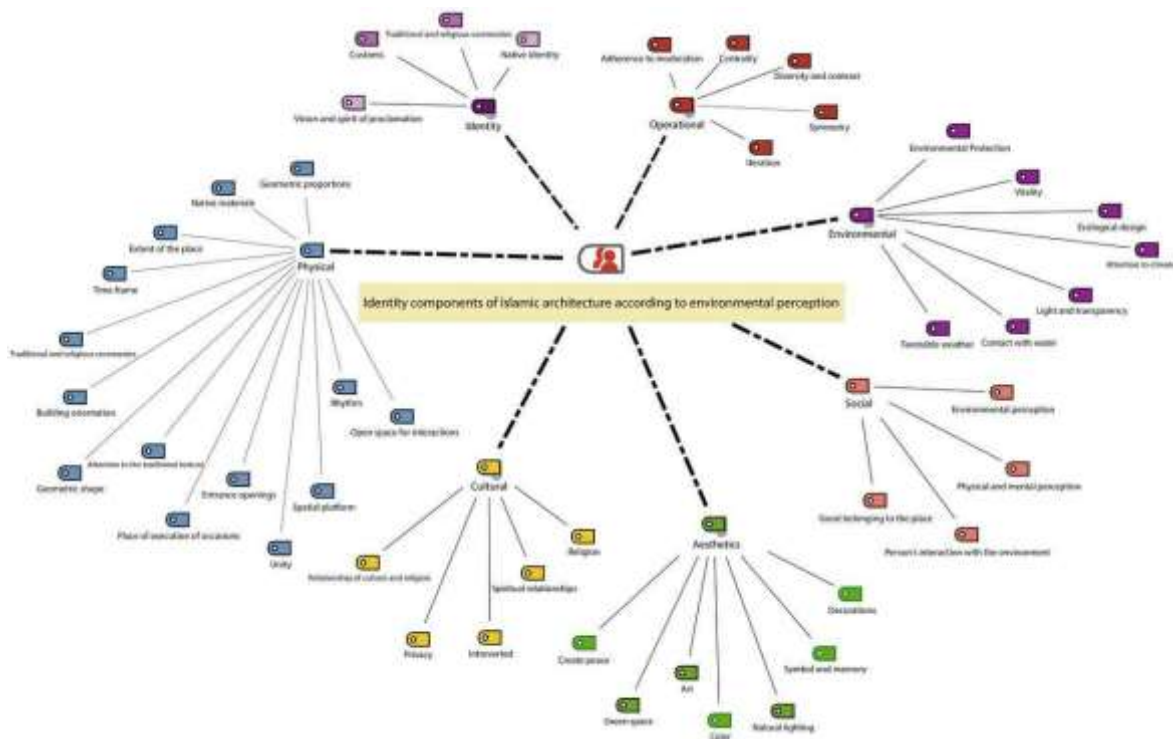 Traditional and religious ceremonies
Customs
Native identity
Vision and spirit of proclamation
Identity
Adherence to moderation
Centrality
Diversity and contrast
Operational
Symmetry
Iteration
Environmental Protection
Vitality
Environmental
Ecological design
Attention to climate
Light and transparency
Contact with water
weather
Geometric proportions
Native materials
Extent of the place
Physical
Time frame
Traditional and religious ceremonies
Building orientation
Rhythm
Open space for interactions
Attention to the traditional texture
Geometric shape
Entrance openings
Spatial platform
Place of execution of occasions
Unity
Identity components of islamic architecture according to environmental perception
Social
Environmental perception
Physical and mental perception
Good belonging to the place
Person's interaction with the environment
Cultural
Religion
Relationship of culture and religion
Spiritual relationships
Privacy
Introverted
Aesthetics
Decorations
Create peace
Symbol and memory
Art
Green space
Color
Natural lighting